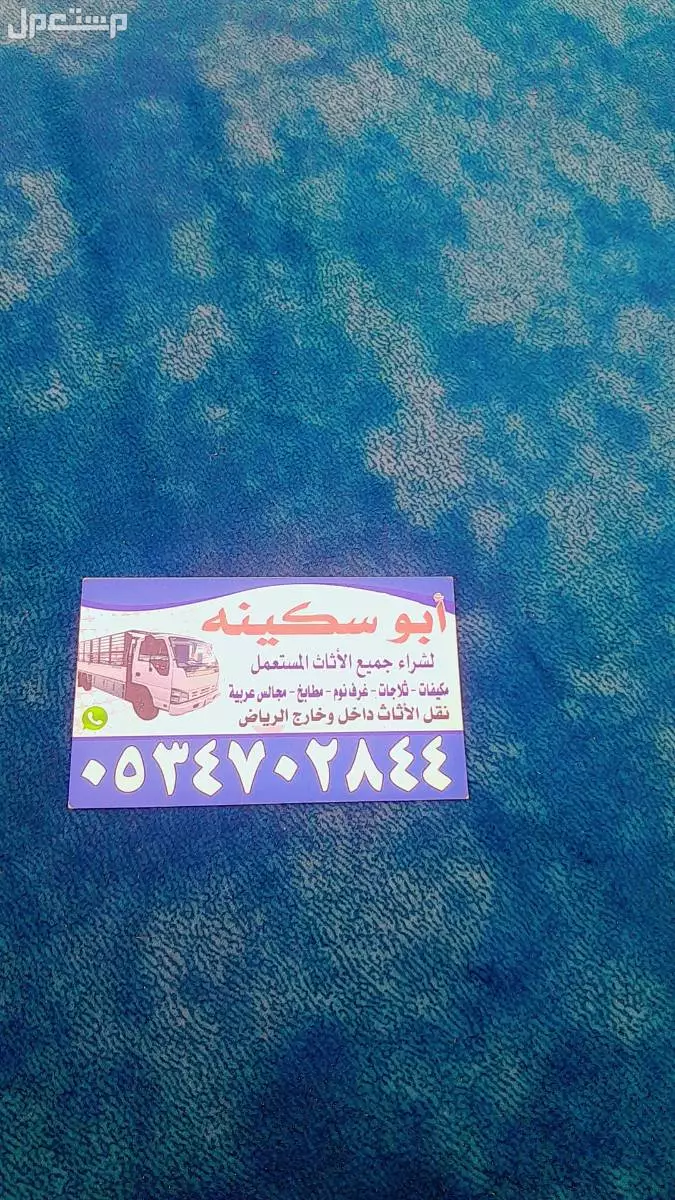 مستعمل
أبو سكينه
لشراء جميع الأثاث المستعمل
مكيفات - ثلاجات - غرف نوم - مطابخ - مجالس عربية
نقل الأثاث داخل وخارج الرياض
٠٥٣٤٧٠٢٨٤٤